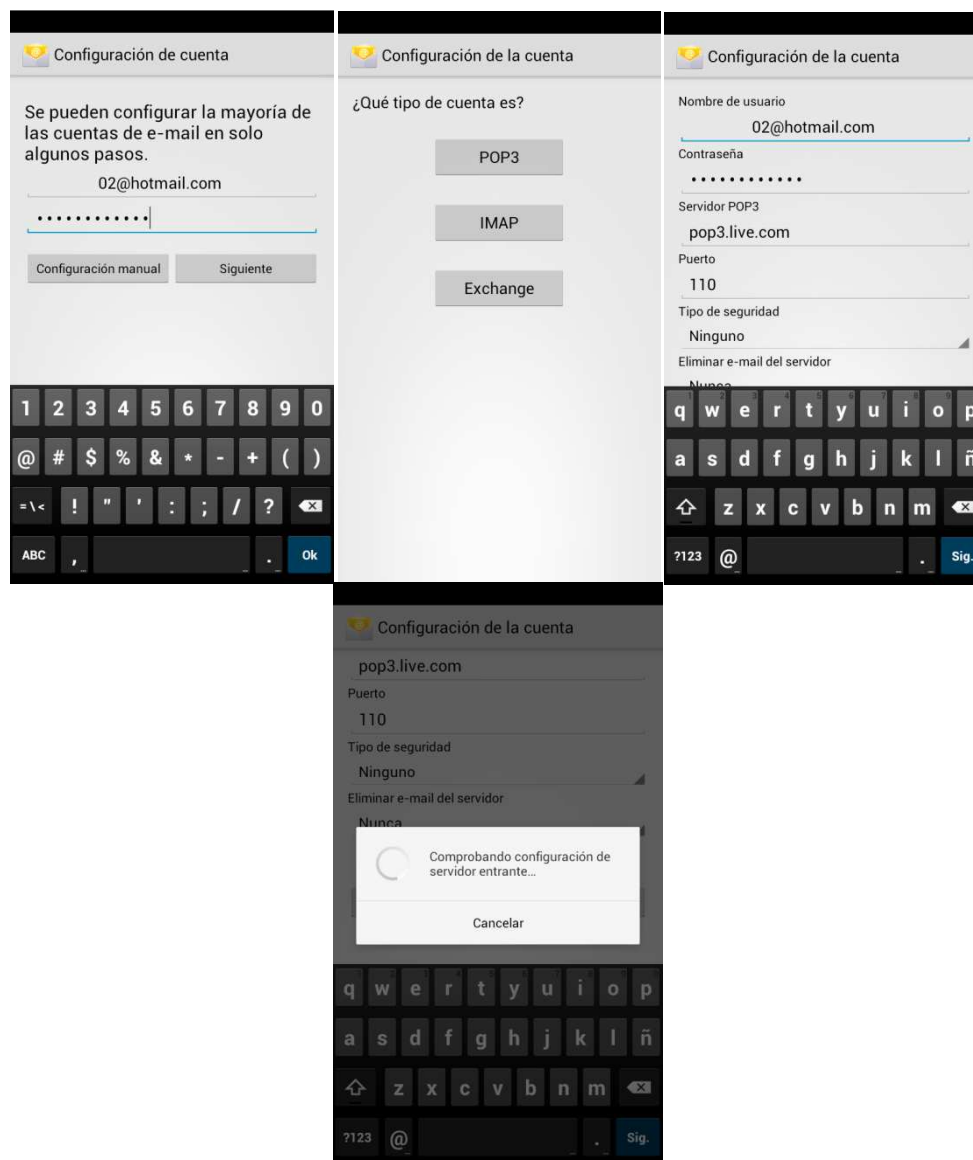 Configuración de cuenta
Se pueden configurar la mayoría de
las cuentas de e-mail en solo
algunos pasos.
02@hotmail.com
••••••••••••
Configuración manual Siguiente
1 2 3 4 5 6 7 8 9 0
@ # $ % & * - + ( )
=\< ! " ' : ; / ?
ABC , . Ok
Configuración de la cuenta
¿Qué tipo de cuenta es?
POP3
IMAP
Exchange
Configuración de la cuenta
Nombre de usuario
02@hotmail.com
Contraseña
••••••••••••
Servidor POP3
pop3.live.com
Puerto
110
Tipo de seguridad
Ninguno
Eliminar e-mail del servidor
Nunca
q w e r t y u i o p
a s d f g h j k l ñ
z x c v b n m
?123 @ . Sig.
Configuración de la cuenta
pop3.live.com
Puerto
110
Tipo de seguridad
Ninguno
Eliminar e-mail del servidor
Nunca
Comprobando configuración de
servidor entrante...
Cancelar
q w e r t y u i o p
a s d f g h j k l ñ
z x c v b n m
?123 @ . Sig.